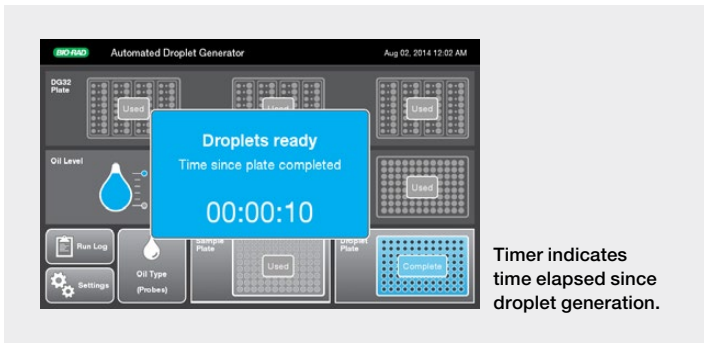 BIO-RAD Automated Droplet Generator Aug 02, 2014 12:02 AM
DG32
Plate
Used
Used
Used
Droplets ready
Time since plate completed
00:00:10
Oil Level
Used
Run Log
Settings
Oil Type
(Probes)
Sample
Plate
Used
Droplet
Plate
Complete
Timer indicates
time elapsed since
droplet generation.